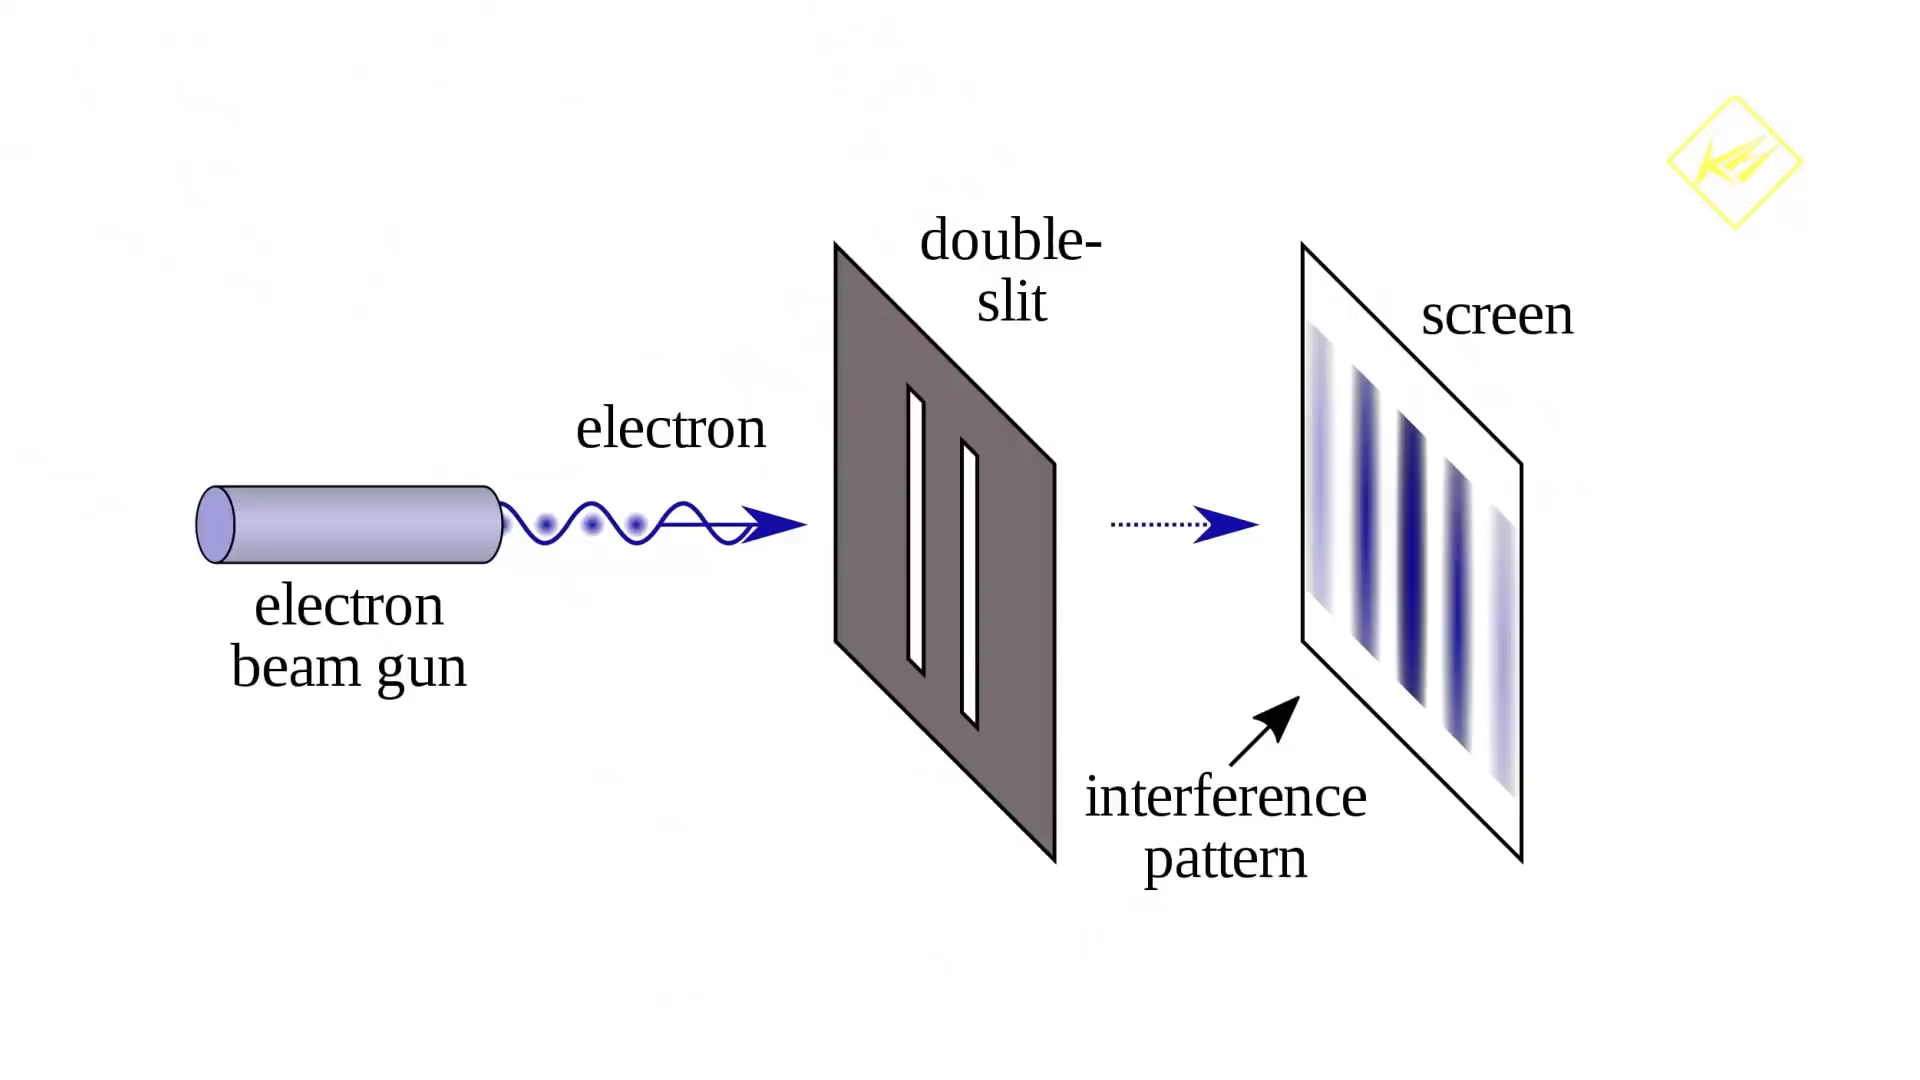 double-
slit
screen
electron
electron
beam gun
interference
pattern